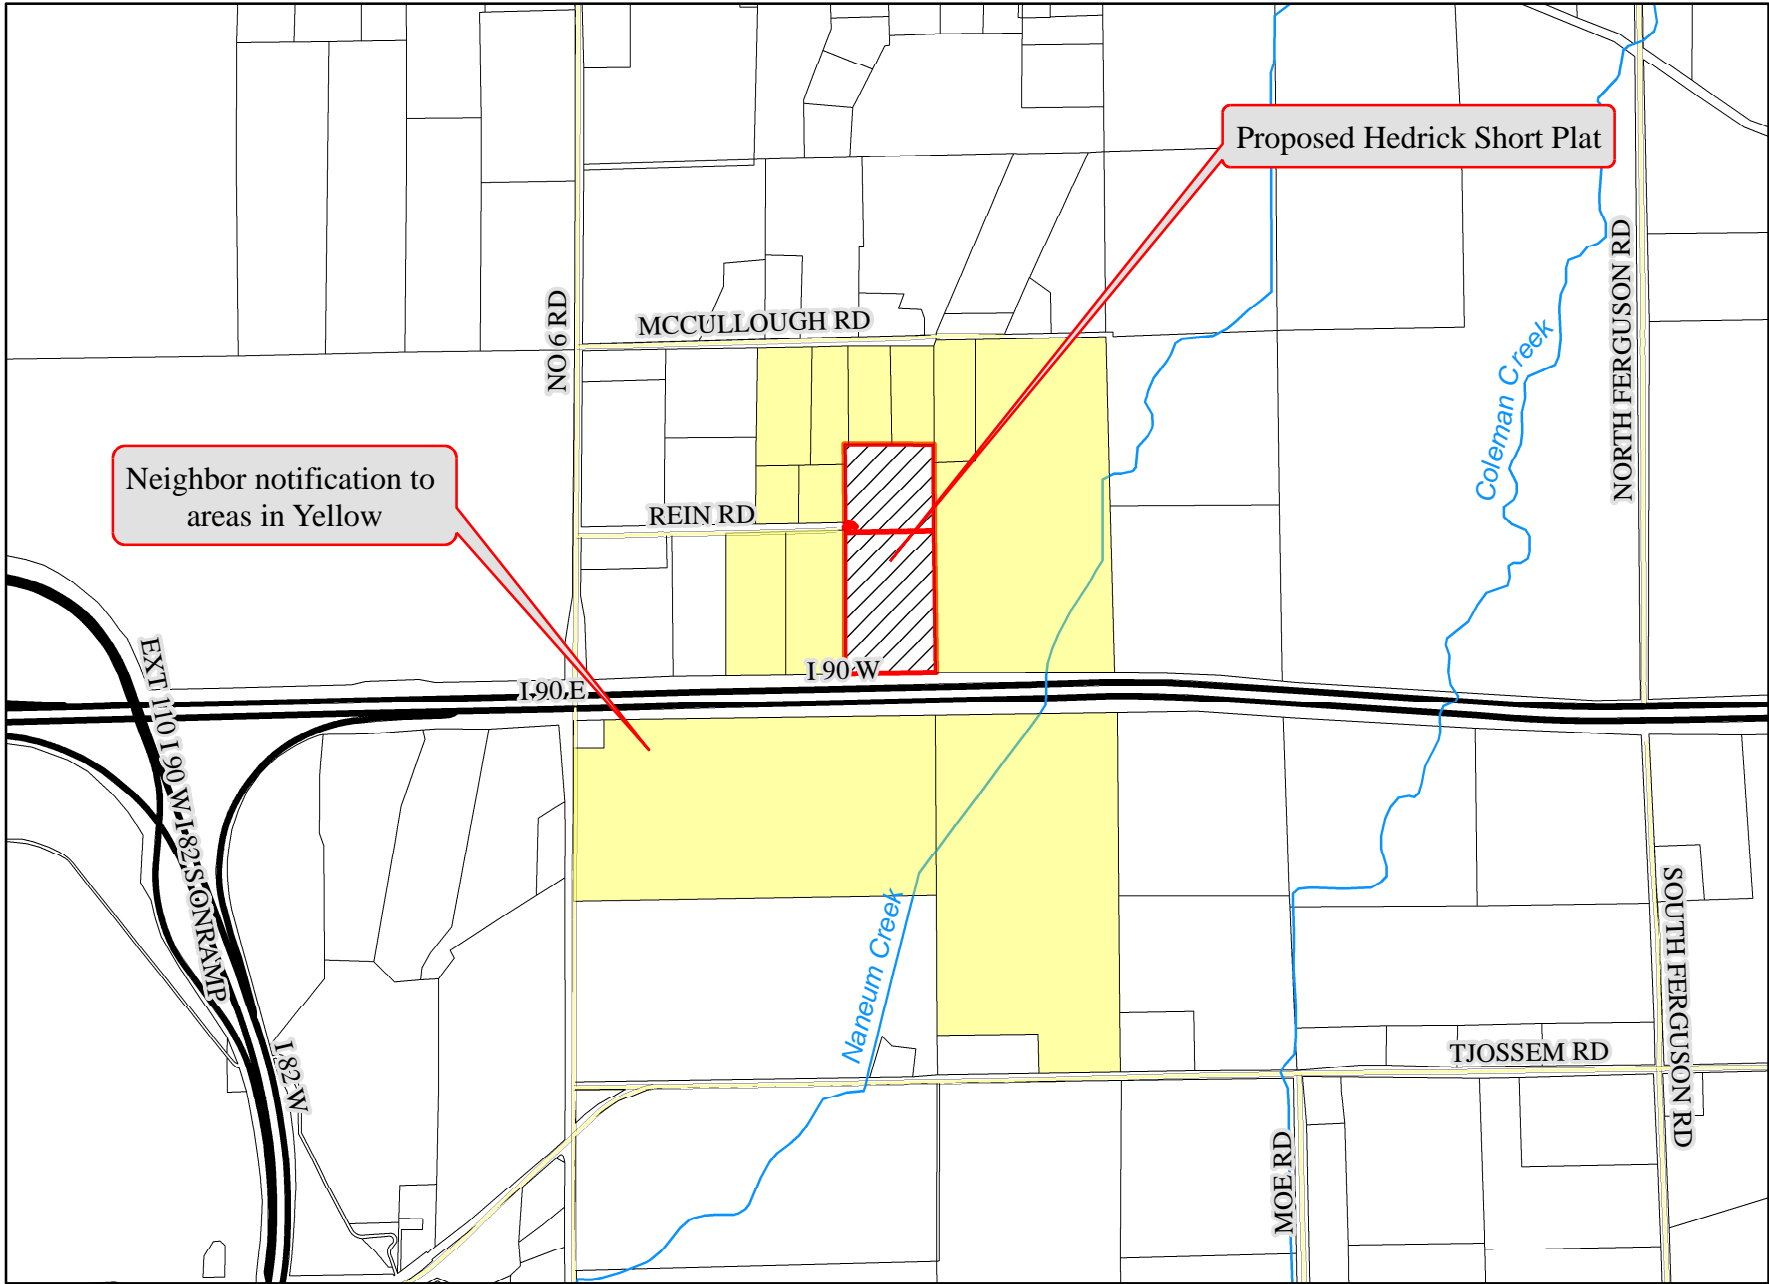 Proposed Hedrick Short Plat
NO 6 RD
MCCULLOUGH RD
NORTH FERGUSON RD
Coleman Creek
Neighbor notification to
areas in Yellow
REIN RD
I-90 W
I-90 E
EXT 110 I 90 W-I-82 S ONRAMP
Naneum Creek
SOUTH FERGUSON RD
I 82 W
TJOSSEM RD
MOE RD